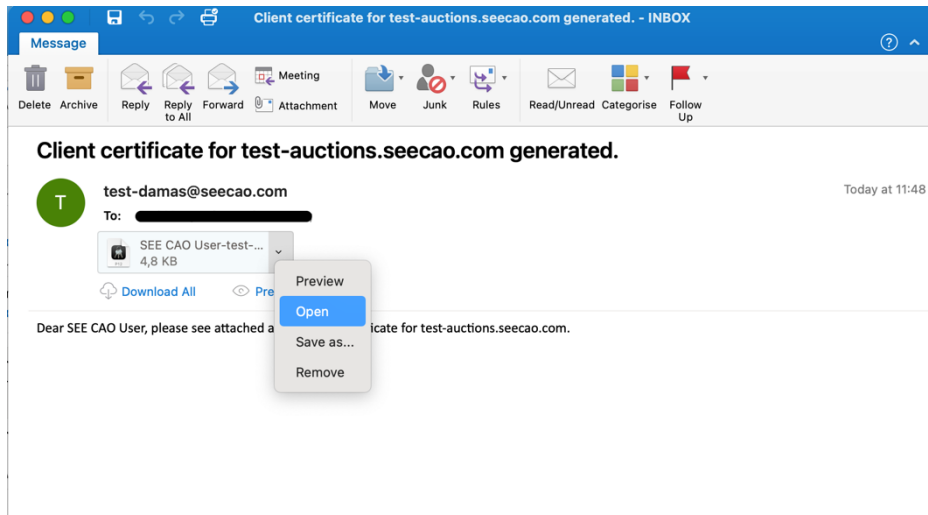 Client certificate for test-auctions.seecao.com generated. - INBOX
Message
?
Meeting
Attachment
Delete Archive Reply Reply to All Forward Move Junk Rules Read/Unread Categorise Follow Up
Client certificate for test-auctions.seecao.com generated.
T
test-damas@seecao.com
Today at 11:48
To:
SEE CAO User-test-...
4,8 KB
Download All Pre
Preview
Open
Save as...
Remove
Dear SEE CAO User, please see attached a icate for test-auctions.seecao.com.